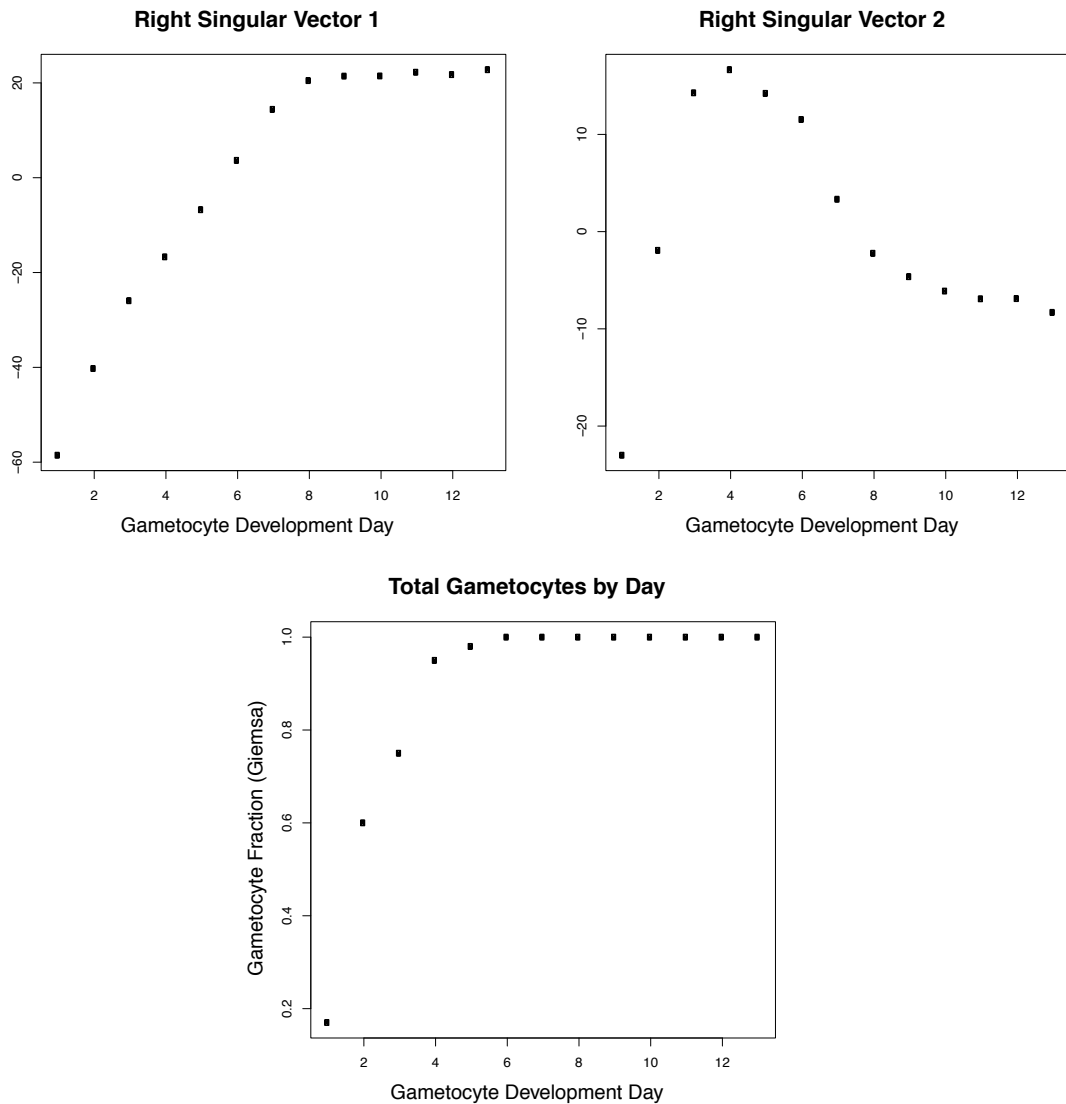 Right Singular Vector 1
20
0
−20
−40
−60
2 4 6 8 10 12
Gametocyte Development Day
Right Singular Vector 2
10
0
−10
−20
2 4 6 8 10 12
Gametocyte Development Day
Total Gametocytes by Day
Gametocyte Fraction (Giemsa)
1.0
0.8
0.6
0.4
0.2
2 4 6 8 10 12
Gametocyte Development Day